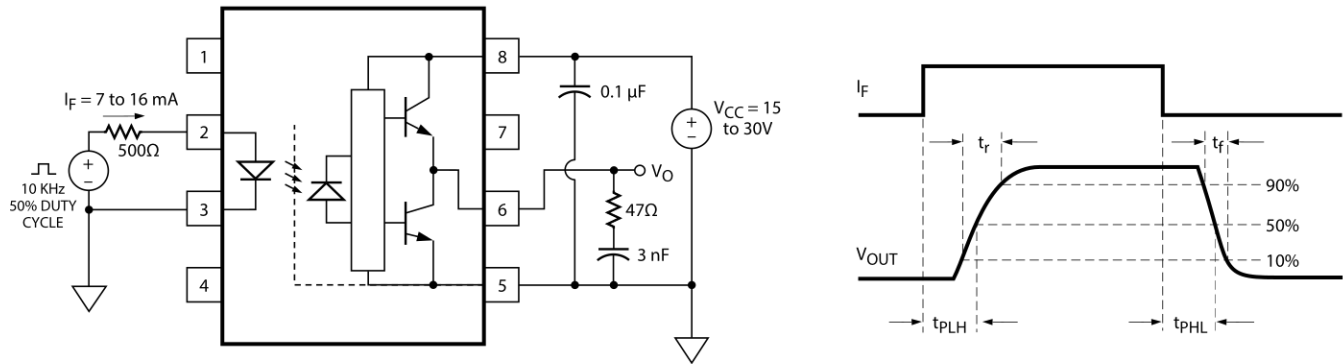 1
8
I_F = 7 to 16 mA
0.1 µF
V_CC = 15
to 30V
+
−
2
7
500Ω
+
−
10 KHz
50% DUTY
CYCLE
V_O
3
6
47Ω
3 nF
4
5
I_F
t_r
t_f
90%
50%
10%
V_OUT
t_PLH
t_PHL